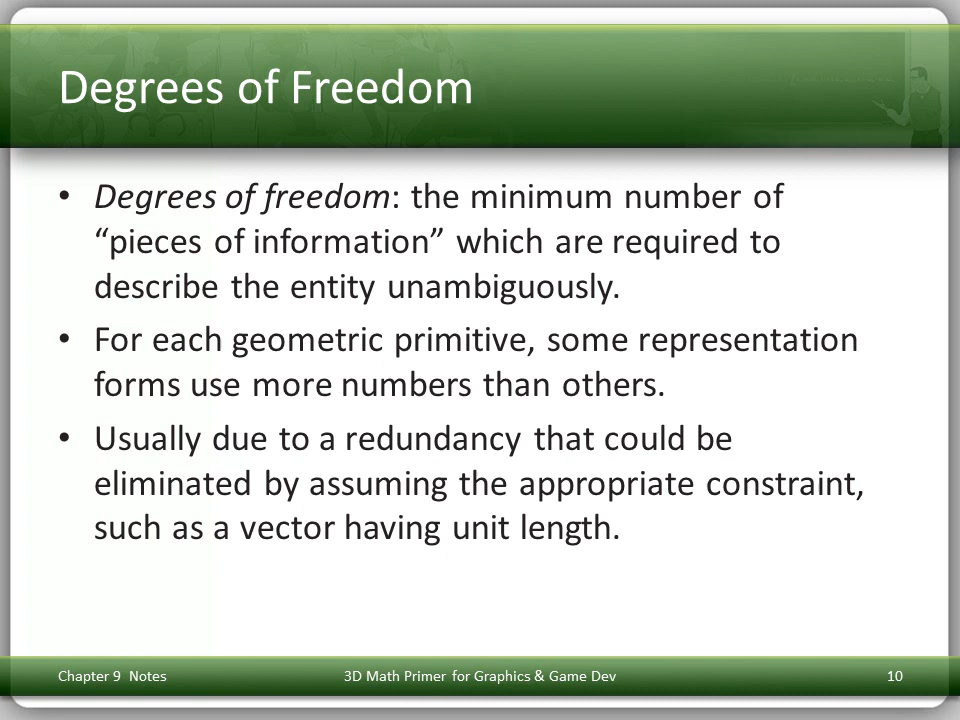 Degrees of Freedom
• Degrees of freedom: the minimum number of
“pieces of information” which are required to
describe the entity unambiguously.
• For each geometric primitive, some representation
forms use more numbers than others.
• Usually due to a redundancy that could be
eliminated by assuming the appropriate constraint,
such as a vector having unit length.
Chapter 9 Notes 3D Math Primer for Graphics & Game Dev 10